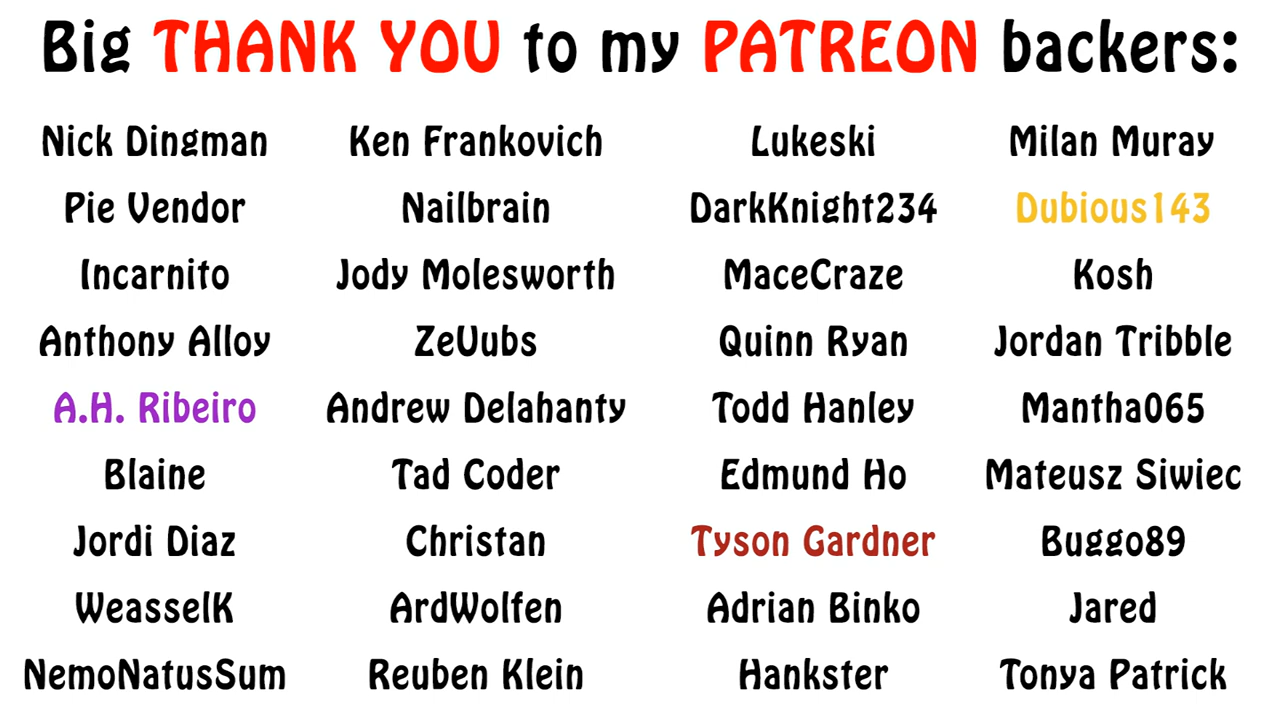 Big THANK YOU to my PATREON backers:
Nick Dingman Ken Frankovich Lukeski Milan Muray
Pie Vendor Nailbrain DarkKnight234 Dubious143
Incarnito Jody Molesworth MaceCraze Kosh
Anthony Alloy ZeVubs Quinn Ryan Jordan Tribble
A.H. Ribeiro Andrew Delahanty Todd Hanley Mantha065
Blaine Tad Coder Edmund Ho Mateusz Siwiec
Jordi Diaz Christan Tyson Gardner Buggo89
WeasselK ArdWolfen Adrian Binko Jared
NemoNatusSum Reuben Klein Hankster Tonya Patrick